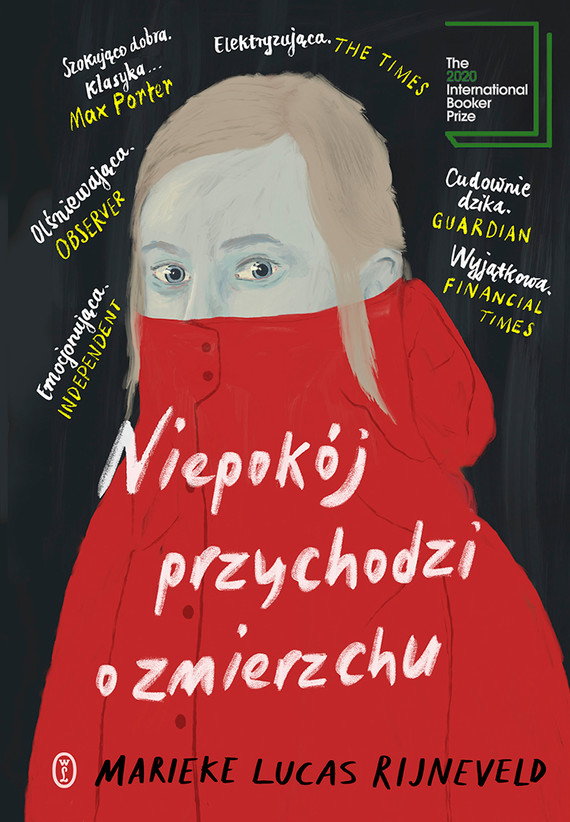 Szokująco dobra.
Klasyka...
Max Porter
Elektryzująca. THE TIMES
The
2020
International
Booker
Prize
Olśniewająca.
OBSERVER
Cudownie
dzika.
GUARDIAN
Wyjątkowa.
FINANCIAL
TIMES
Emocjonująca.
INDEPENDENT
Niepokój
przychodzi
o zmierzchu
WL
MARIEKE LUCAS RIJNEVELD